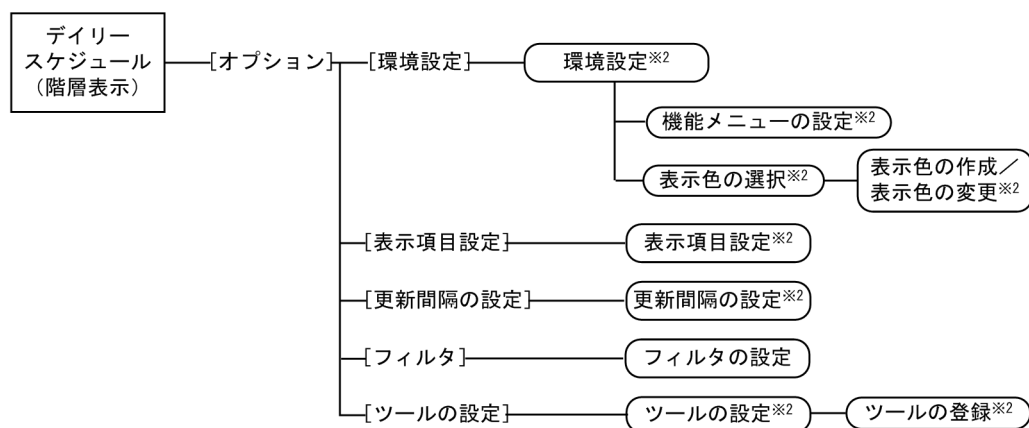 デイリー
スケジュール
（階層表示）
[オプション]
[環境設定]
環境設定※2
機能メニューの設定※2
表示色の選択※2
表示色の作成／
表示色の変更※2
[表示項目設定]
表示項目設定※2
[更新間隔の設定]
更新間隔の設定※2
[フィルタ]
フィルタの設定
[ツールの設定]
ツールの設定※2
ツールの登録※2